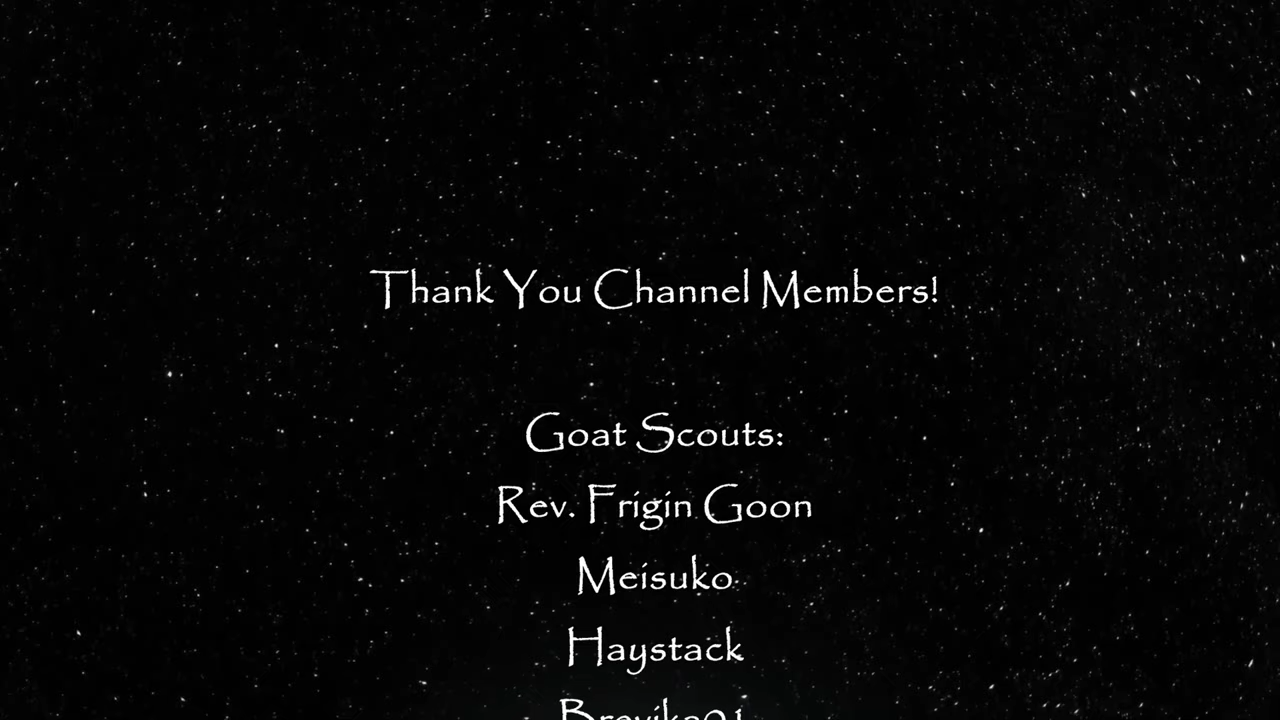 Thank You Channel Members!
Goat Scouts:
Rev. Frigin Goon
Meisuko
Haystack